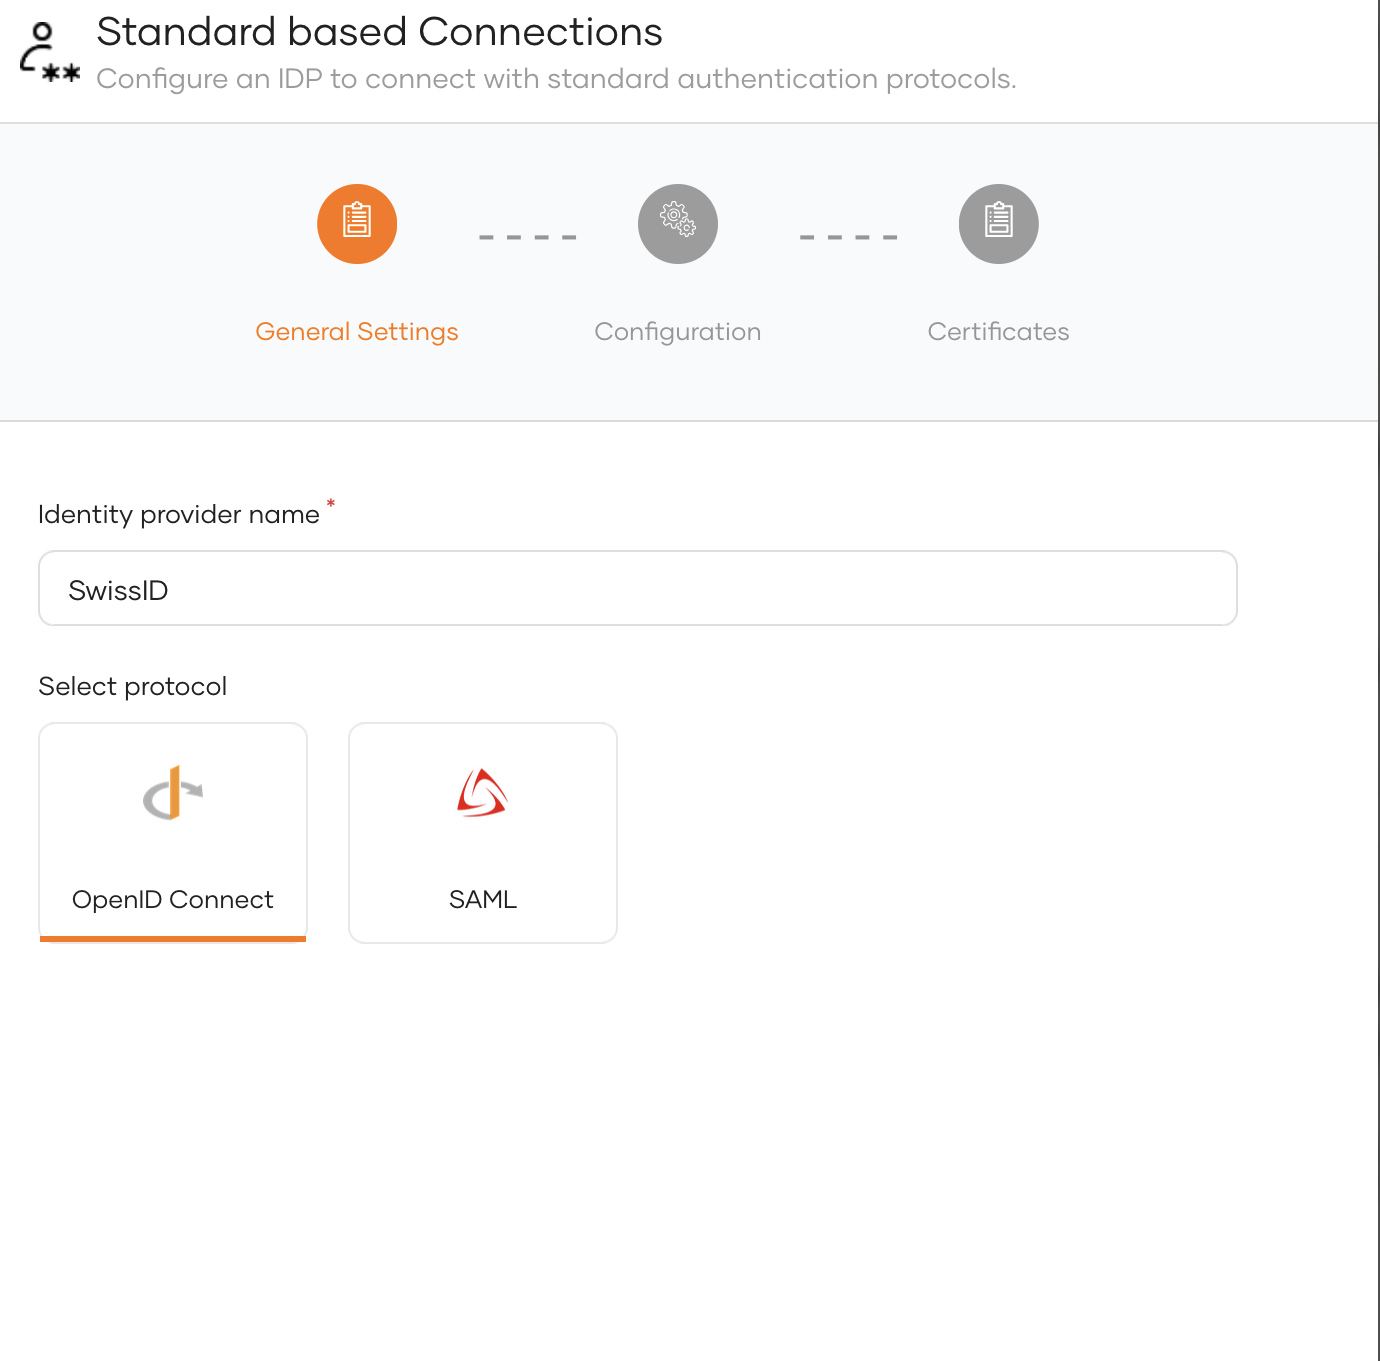 Standard based Connections
Configure an IDP to connect with standard authentication protocols.
General Settings
Configuration
Certificates
Identity provider name *
SwissID
Select protocol
OpenID Connect
SAML